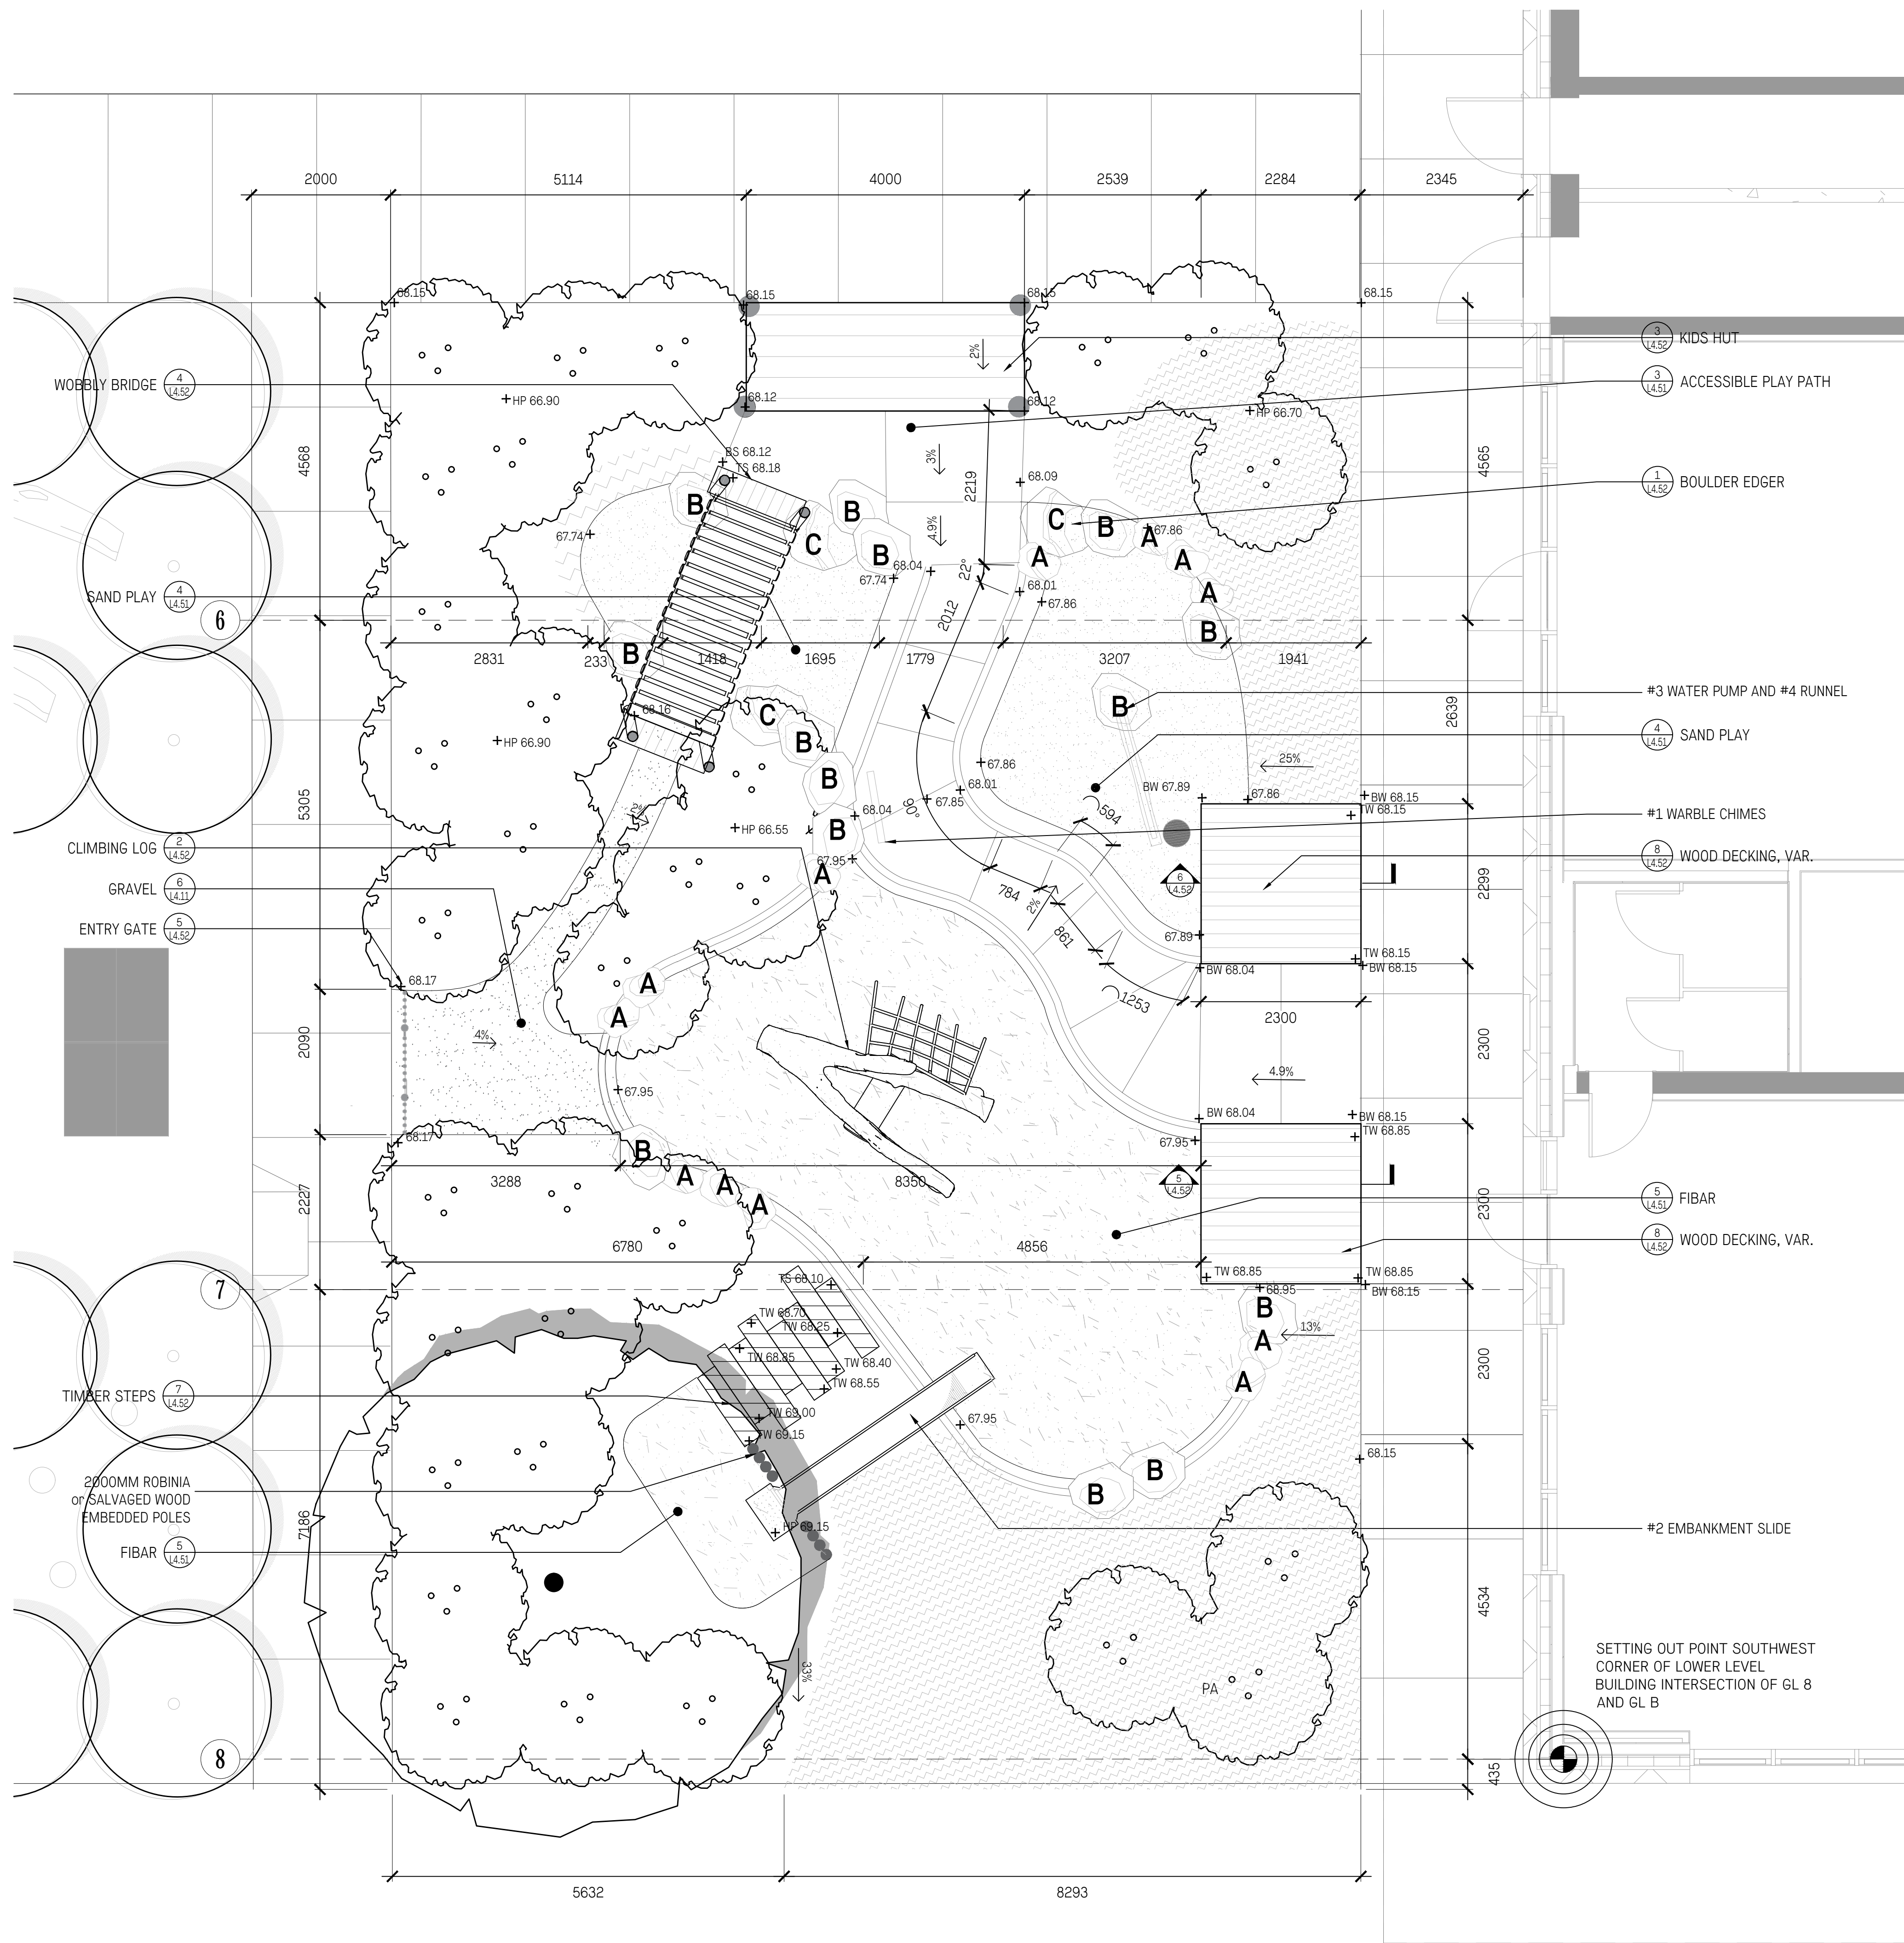 2000
5114
4000
2539
2284
2345
68.15
68.15
68.15
68.15
2%
3
L4.52
KIDS HUT
WOBBLY BRIDGE
4
L4.52
3
L4.51
ACCESSIBLE PLAY PATH
HP 66.90
68.12
68.12
HP 66.70
4568
BS 68.12
TS 68.18
3%
2219
68.09
4565
1
L4.52
BOULDER EDGER
B
B
C
B
C
B
A
A
A
A
B
67.86
67.74
4.9%
68.04
67.74
22°
68.01
67.86
SAND PLAY
4
L4.51
6
2012
2831
233
B
1418
1695
1779
3207
1941
68.16
C
B
B
B
A
B
#3 WATER PUMP AND #4 RUNNEL
2639
4
L4.51
SAND PLAY
HP 66.90
67.86
25%
5305
2%
HP 66.55
68.04
67.95
90°
67.85
68.01
594
BW 67.89
67.86
BW 68.15
TW 68.15
#1 WARBLE CHIMES
CLIMBING LOG
2
L4.52
8
L4.52
WOOD DECKING, VAR.
GRAVEL
6
L4.11
ENTRY GATE
5
L4.52
784
2%
861
6
L4.52
2299
67.89
TW 68.15
BW 68.15
BW 68.04
1253
68.17
A
A
2300
2090
4%
2300
4.9%
67.95
BW 68.04
BW 68.15
TW 68.85
68.17
67.95
B
A
A
A
3288
8350
5
L4.52
2227
2300
5
L4.51
FIBAR
8
L4.52
WOOD DECKING, VAR.
6780
4856
7
TS 68.10
TW 68.85
TW 68.85
BW 68.15
68.95
B
A
A
13%
TW 68.70
TW 68.25
TW 68.85
TW 68.40
TW 68.55
2300
TIMBER STEPS
7
L4.52
TW 69.00
TW 69.15
67.95
68.15
2000MM ROBINIA
or SALVAGED WOOD
EMBEDDED POLES
B
B
7186
HP 69.15
#2 EMBANKMENT SLIDE
FIBAR
5
L4.51
4534
33%
PA
SETTING OUT POINT SOUTHWEST
CORNER OF LOWER LEVEL
BUILDING INTERSECTION OF GL 8
AND GL B
8
435
5632
8293